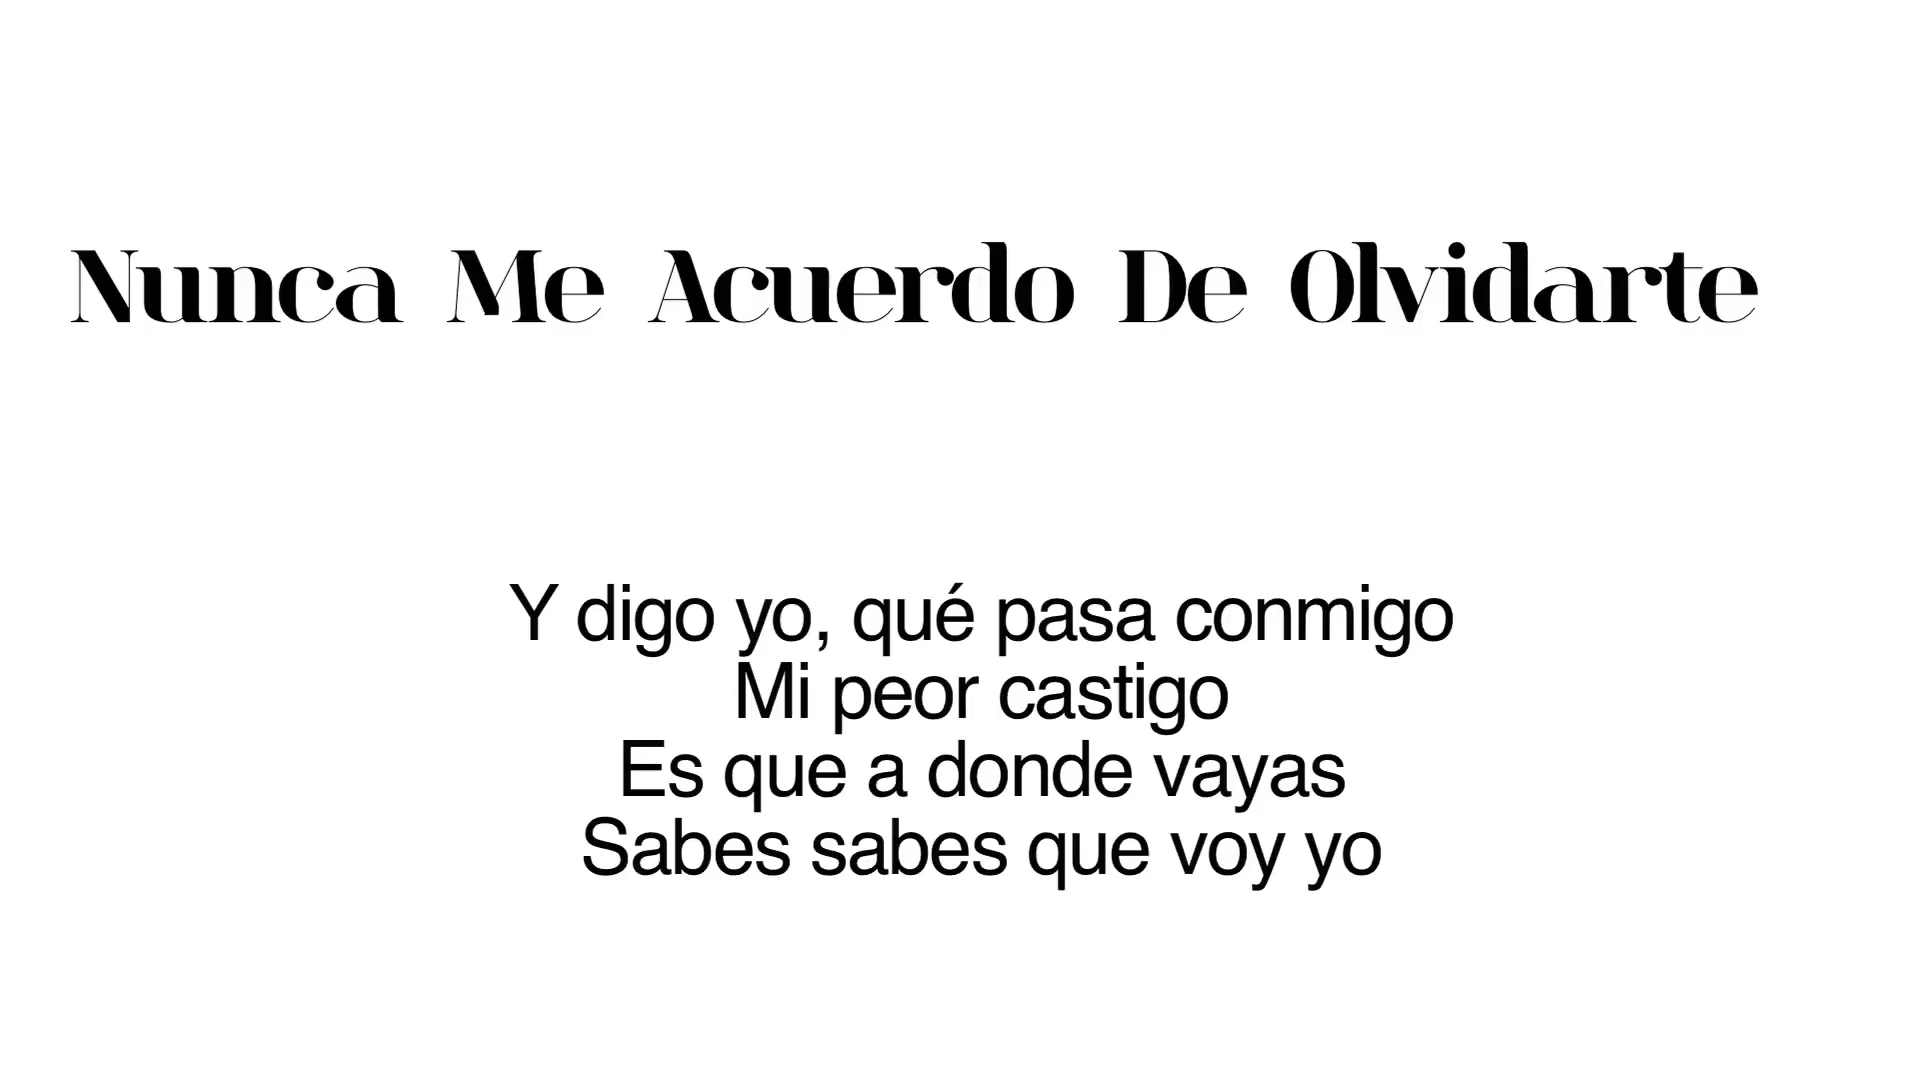 Nunca Me Acuerdo De Olvidarte
Y digo yo, qué pasa conmigo
Mi peor castigo
Es que a donde vayas
Sabes sabes que voy yo